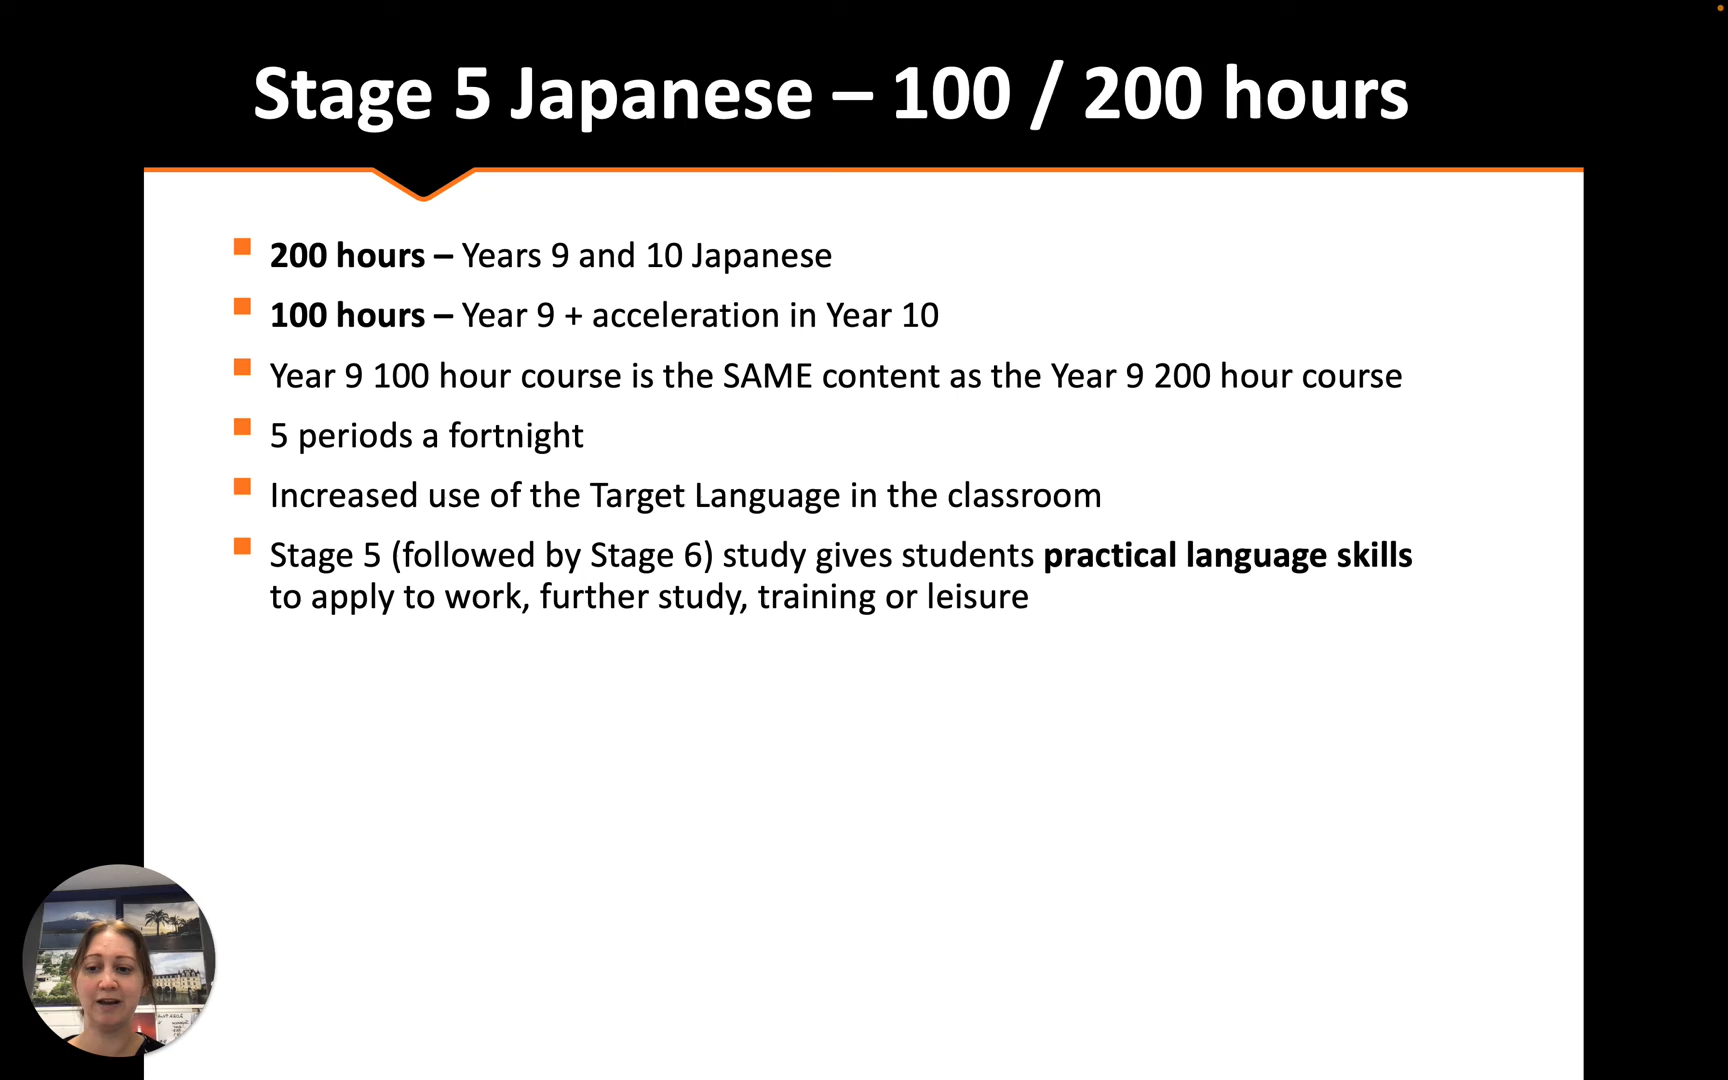 Stage 5 Japanese – 100 / 200 hours
200 hours – Years 9 and 10 Japanese
100 hours – Year 9 + acceleration in Year 10
Year 9 100 hour course is the SAME content as the Year 9 200 hour course
5 periods a fortnight
Increased use of the Target Language in the classroom
Stage 5 (followed by Stage 6) study gives students practical language skills
to apply to work, further study, training or leisure